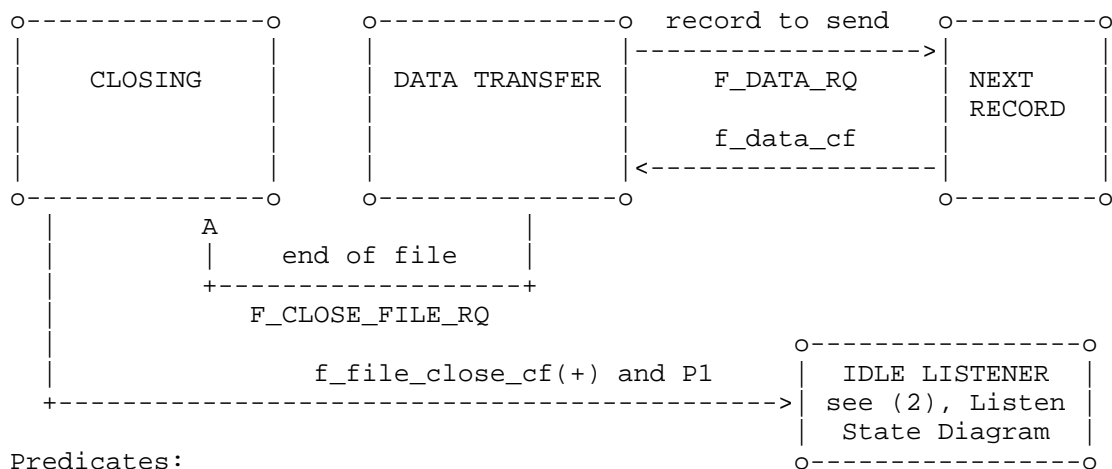 record to send
CLOSING DATA TRANSFER F_DATA_RQ NEXT
RECORD
f_data_cf
A
end of file
F_CLOSE_FILE_RQ
f_file_close_cf(+) and P1 IDLE LISTENER
see (2), Listen
State Diagram
Predicates: